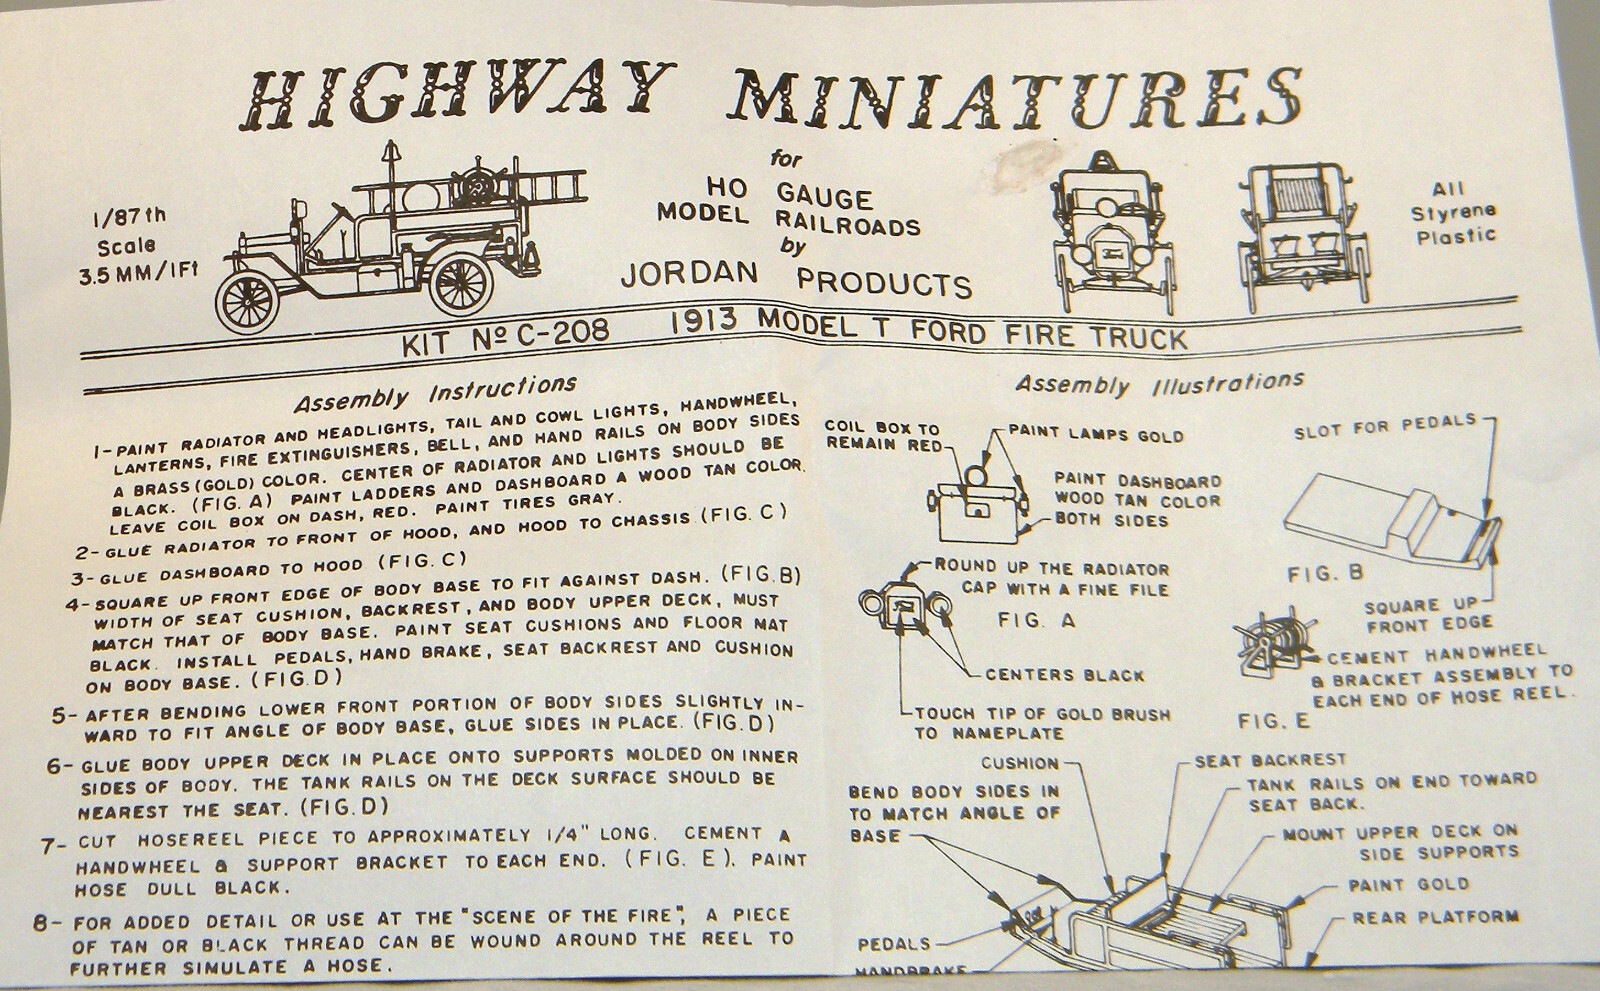 HIGHWAY MINIATURES
1/87th
Scale
3.5 MM/1Ft
for
HO GAUGE
MODEL RAILROADS
by
JORDAN PRODUCTS
All
Styrene
Plastic
Ford
KIT No C-208 1913 MODEL T FORD FIRE TRUCK
Assembly Instructions
1-PAINT RADIATOR AND HEADLIGHTS, TAIL AND COWL LIGHTS, HANDWHEEL,
LANTERNS, FIRE EXTINGUISHERS, BELL, AND HAND RAILS ON BODY SIDES
A BRASS (GOLD) COLOR. CENTER OF RADIATOR AND LIGHTS SHOULD BE
BLACK. (FIG. A) PAINT LADDERS AND DASHBOARD A WOOD TAN COLOR.
LEAVE COIL BOX ON DASH, RED. PAINT TIRES GRAY.
2-GLUE RADIATOR TO FRONT OF HOOD, AND HOOD TO CHASSIS (FIG. C)
3-GLUE DASHBOARD TO HOOD (FIG. C)
4-SQUARE UP FRONT EDGE OF BODY BASE TO FIT AGAINST DASH. (FIG. B)
WIDTH OF SEAT CUSHION, BACKREST, AND BODY UPPER DECK, MUST
MATCH THAT OF BODY BASE. PAINT SEAT CUSHIONS AND FLOOR MAT
BLACK. INSTALL PEDALS, HAND BRAKE, SEAT BACKREST AND CUSHION
ON BODY BASE. (FIG. D)
5-AFTER BENDING LOWER FRONT PORTION OF BODY SIDES SLIGHTLY IN-
WARD TO FIT ANGLE OF BODY BASE, GLUE SIDES IN PLACE. (FIG. D)
6-GLUE BODY UPPER DECK IN PLACE ONTO SUPPORTS MOLDED ON INNER
SIDES OF BODY. THE TANK RAILS ON THE DECK SURFACE SHOULD BE
NEAREST THE SEAT. (FIG. D)
7-CUT HOSEREEL PIECE TO APPROXIMATELY 1/4" LONG. CEMENT A
HANDWHEEL & SUPPORT BRACKET TO EACH END. (FIG. E). PAINT
HOSE DULL BLACK.
8-FOR ADDED DETAIL OR USE AT THE "SCENE OF THE FIRE", A PIECE
OF TAN OR BLACK THREAD CAN BE WOUND AROUND THE REEL TO
FURTHER SIMULATE A HOSE.
Assembly Illustrations
COIL BOX TO
REMAIN RED
PAINT LAMPS GOLD
PAINT DASHBOARD
WOOD TAN COLOR
BOTH SIDES
SLOT FOR PEDALS
FIG. B
SQUARE UP
FRONT EDGE
ROUND UP THE RADIATOR
CAP WITH A FINE FILE
FIG. A
Ford
CENTERS BLACK
TOUCH TIP OF GOLD BRUSH
TO NAMEPLATE
CEMENT HANDWHEEL
& BRACKET ASSEMBLY TO
EACH END OF HOSE REEL.
FIG. E
CUSHION
SEAT BACKREST
BEND BODY SIDES IN
TO MATCH ANGLE OF
BASE
TANK RAILS ON END TOWARD
SEAT BACK.
MOUNT UPPER DECK ON
SIDE SUPPORTS
PAINT GOLD
REAR PLATFORM
PEDALS
HANDBRAKE